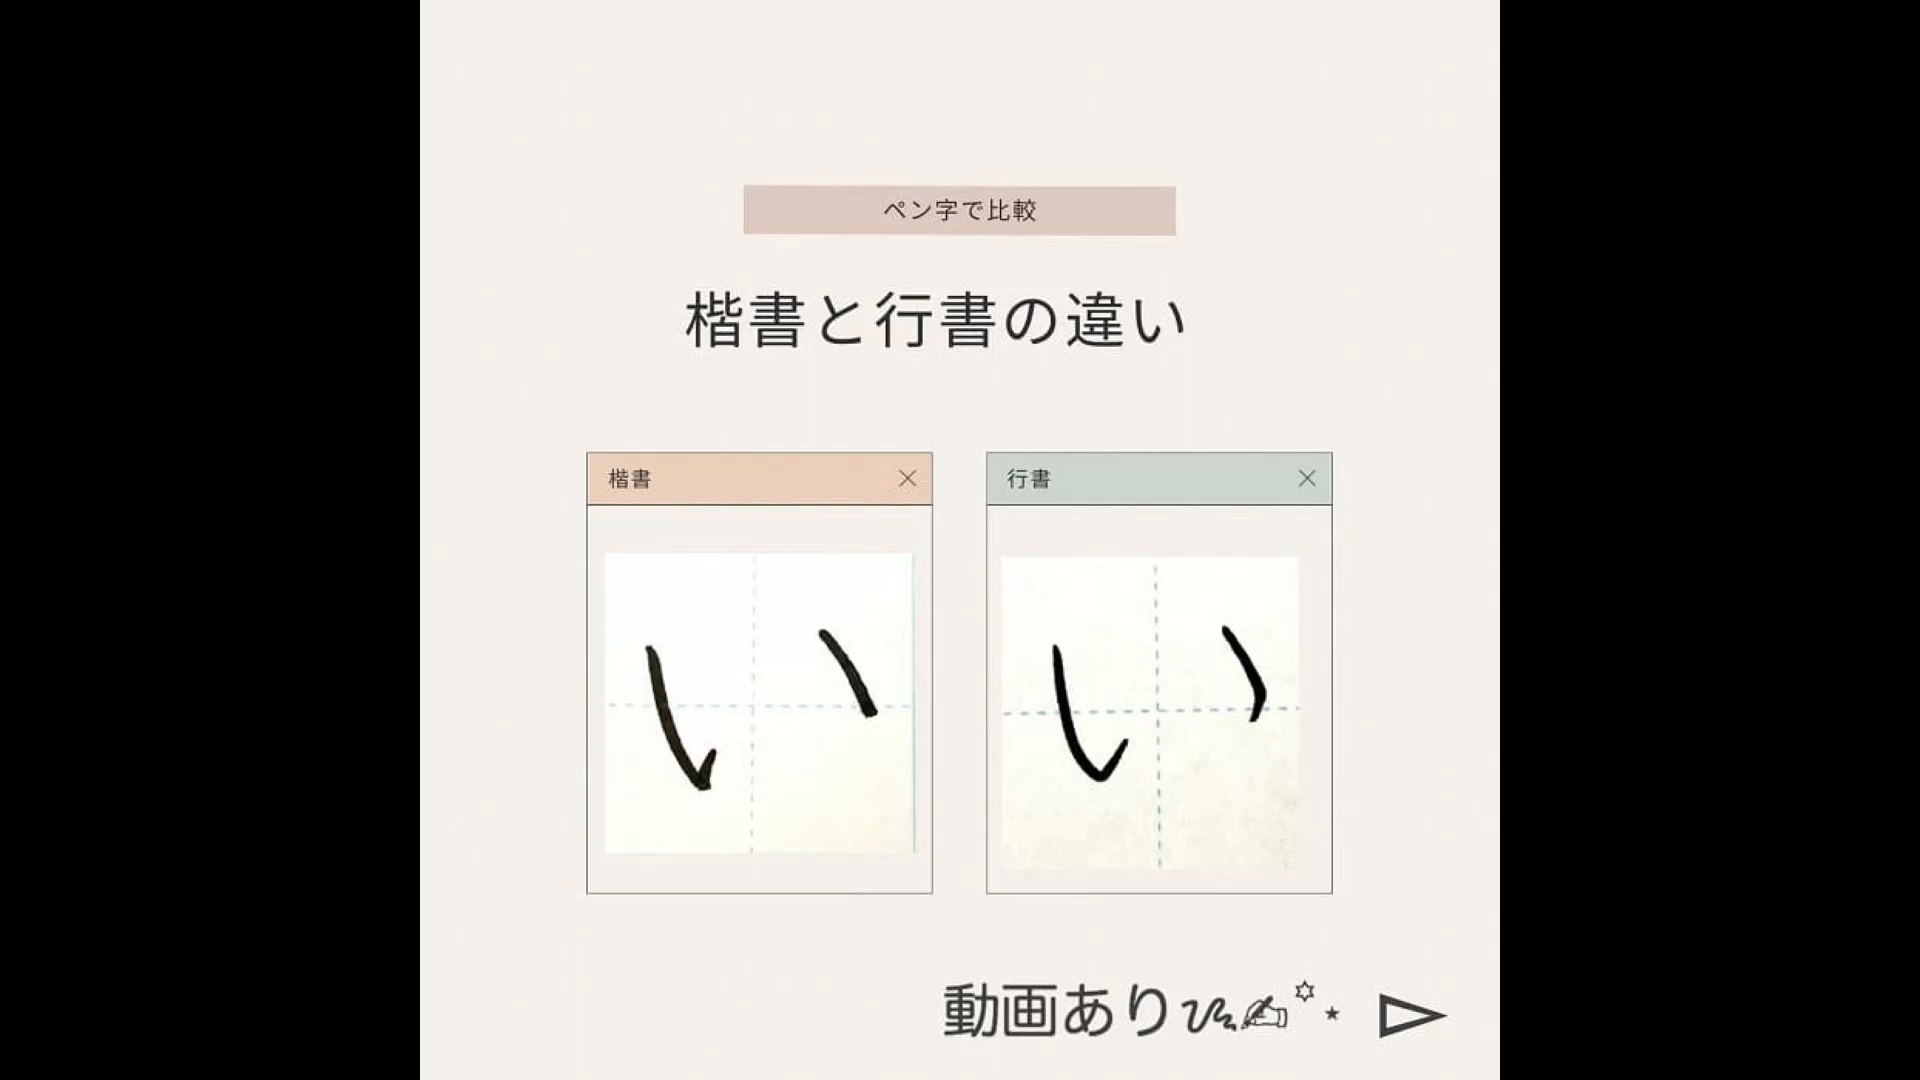 ペン字で比較
楷書と行書の違い
楷書
行書
い
い
動画あり